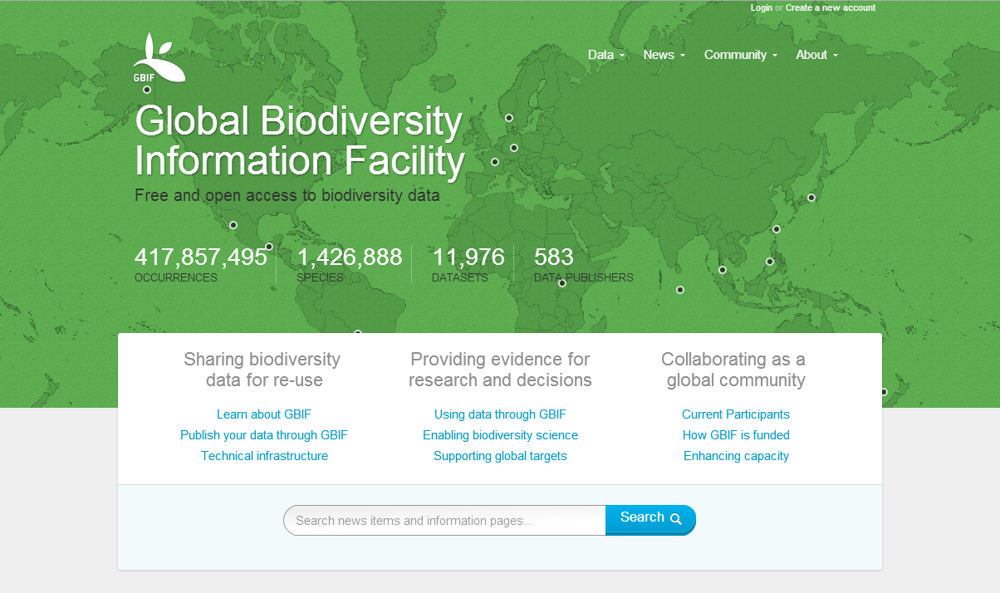 Login or Create a new account
GBIF
Data News Community About
Global Biodiversity
Information Facility
Free and open access to biodiversity data
417,857,495 1,426,888 11,976 583
OCCURRENCES SPECIES DATASETS DATA PUBLISHERS
Sharing biodiversity
data for re-use
Learn about GBIF
Publish your data through GBIF
Technical infrastructure
Providing evidence for
research and decisions
Using data through GBIF
Enabling biodiversity science
Supporting global targets
Collaborating as a
global community
Current Participants
How GBIF is funded
Enhancing capacity
Search news items and information pages... Search